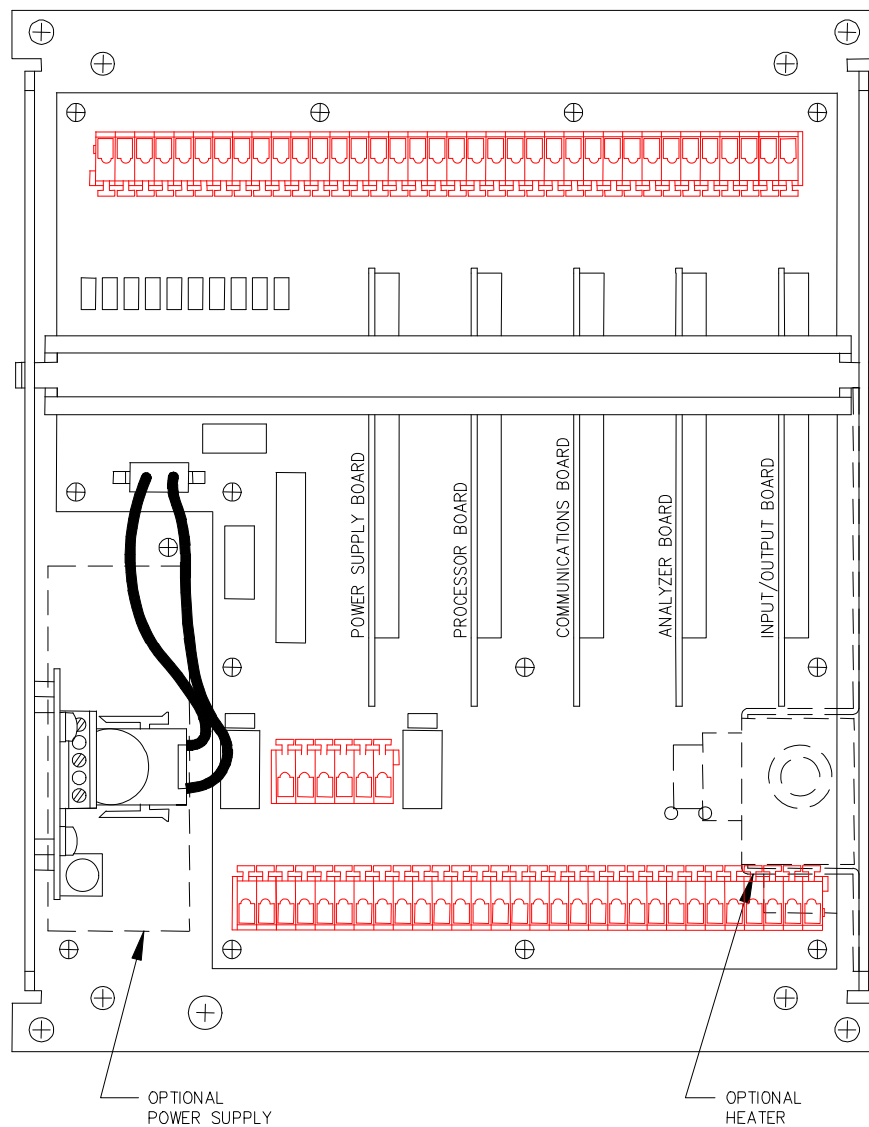 POWER SUPPLY BOARD
PROCESSOR BOARD
COMMUNICATIONS BOARD
ANALYZER BOARD
INPUT/OUTPUT BOARD
OPTIONAL
POWER SUPPLY
OPTIONAL
HEATER